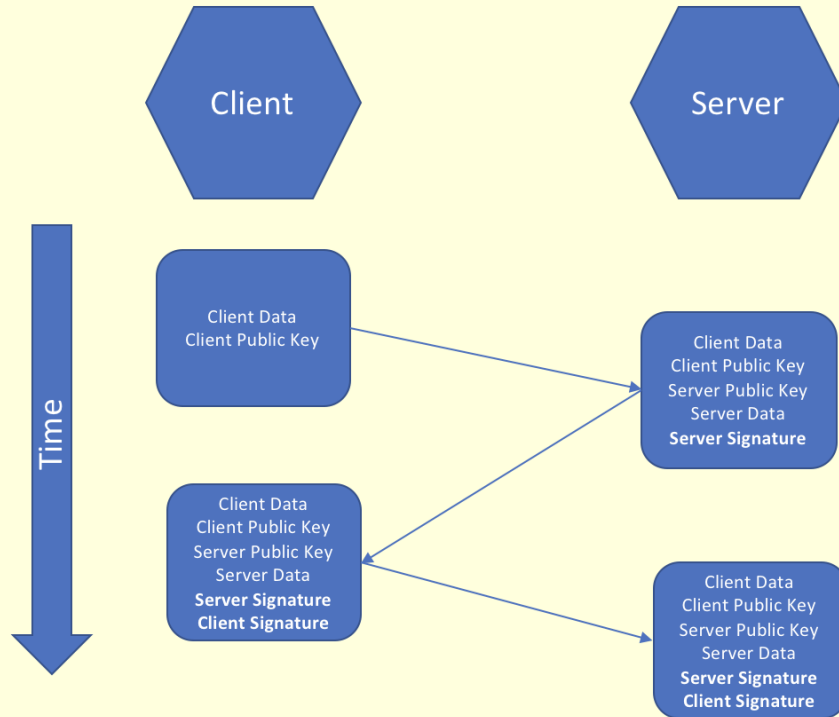 Client
Server
Time
Client Data
Client Public Key
Client Data
Client Public Key
Server Public Key
Server Data
Server Signature
Client Data
Client Public Key
Server Public Key
Server Data
Server Signature
Client Signature
Client Data
Client Public Key
Server Public Key
Server Data
Server Signature
Client Signature